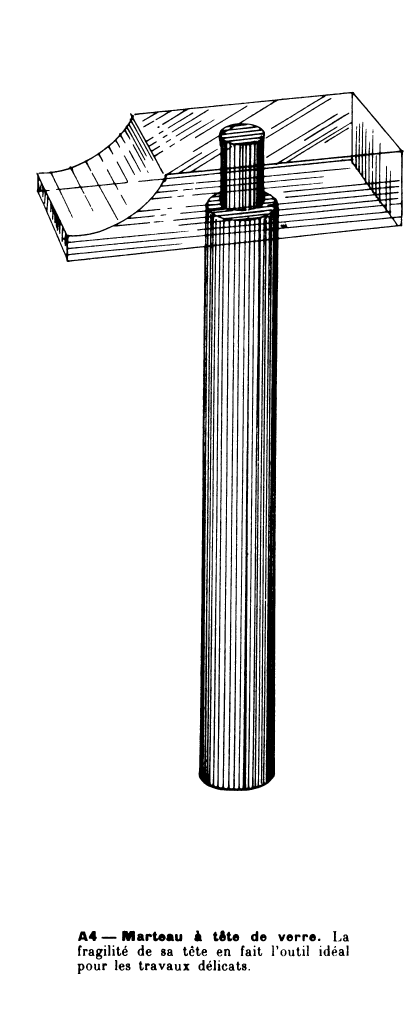 A4 — Marteau à tête de verre. La
fragilité de sa tête en fait l'outil idéal
pour les travaux délicats.